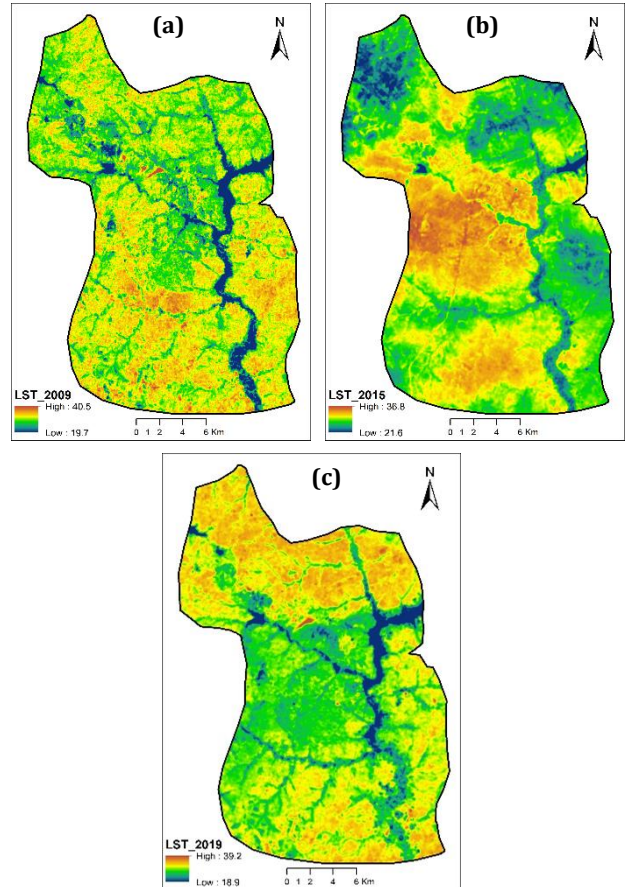 (a)
N
LST_2009
High : 40.5
Low : 19.7
0 1 2 4 6 Km
(b)
N
LST_2015
High : 36.8
Low : 21.6
0 1 2 4 6 Km
(c)
N
LST_2019
High : 39.2
Low : 18.9
0 1 2 4 6 Km